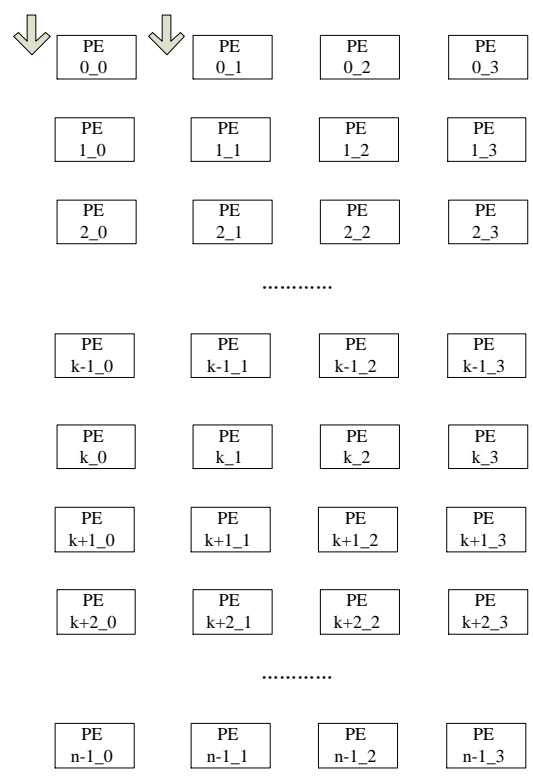 PE PE PE PE
0_0 0_1 0_2 0_3
PE PE PE PE
1_0 1_1 1_2 1_3
PE PE PE PE
2_0 2_1 2_2 2_3
............
PE PE PE PE
k-1_0 k-1_1 k-1_2 k-1_3
PE PE PE PE
k_0 k_1 k_2 k_3
PE PE PE PE
k+1_0 k+1_1 k+1_2 k+1_3
PE PE PE PE
k+2_0 k+2_1 k+2_2 k+2_3
............
PE PE PE PE
n-1_0 n-1_1 n-1_2 n-1_3